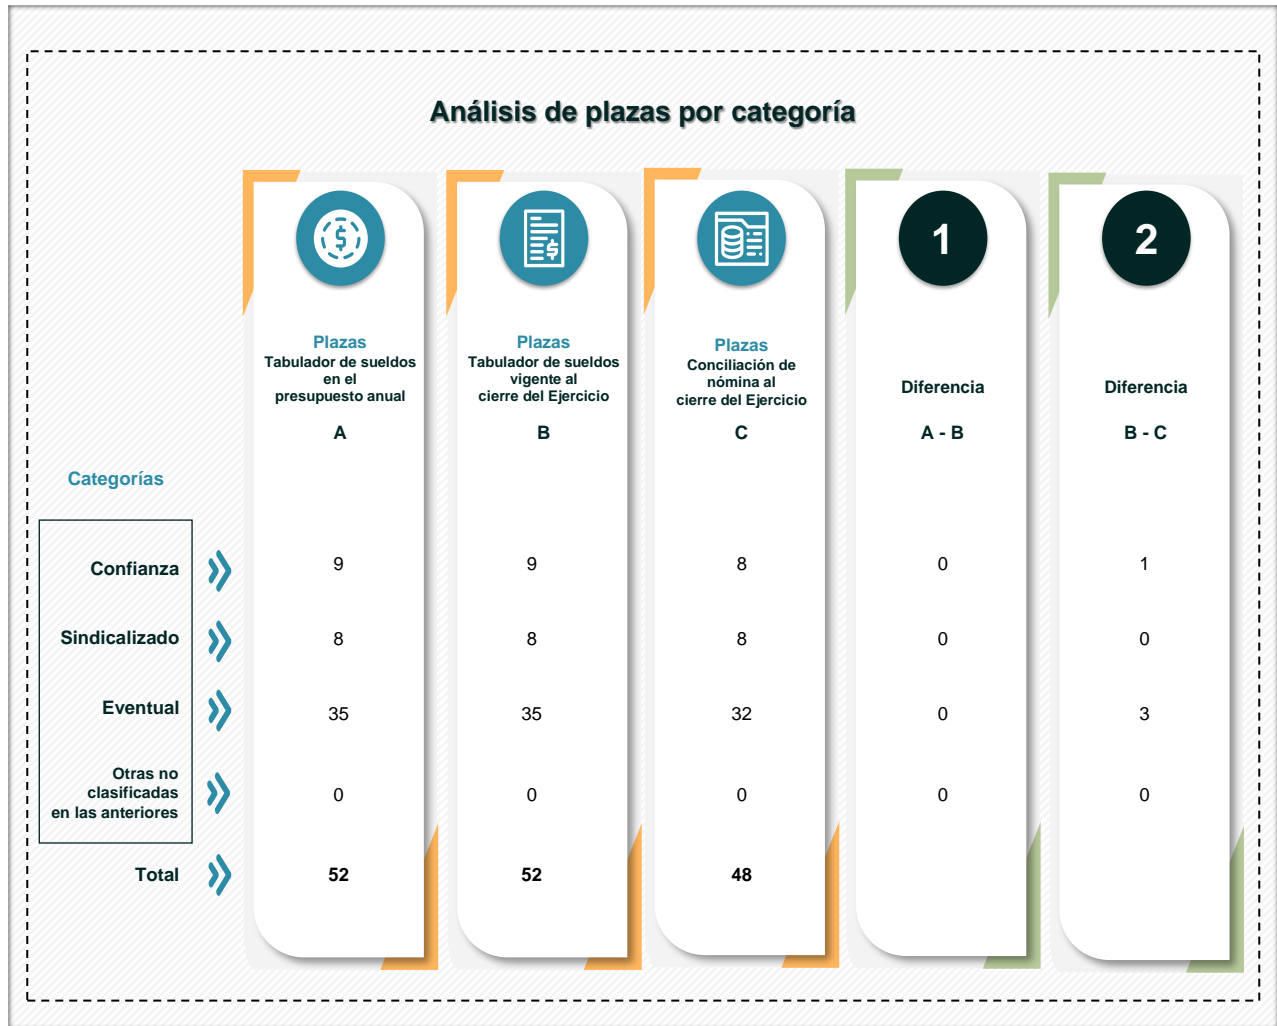 Análisis de plazas por categoría
1
2
Plazas
Tabulador de sueldos
en el
presupuesto anual
A
Plazas
Tabulador de sueldos
vigente al
cierre del Ejercicio
B
Plazas
Conciliación de
nómina al
cierre del Ejercicio
C
Diferencia
A - B
Diferencia
B - C
Categorías
Confianza 9 9 8 0 1
Sindicalizado 8 8 8 0 0
Eventual 35 35 32 0 3
Otras no
clasificadas
en las anteriores
0 0 0 0 0
Total 52 52 48